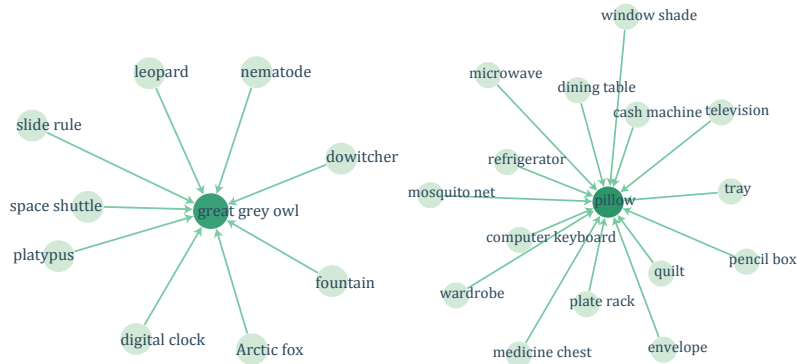 leopard
nematode
slide rule
dowitcher
space shuttle
great grey owl
platypus
fountain
digital clock
Arctic fox
window shade
microwave
dining table
cash machine
television
refrigerator
mosquito net
pillow
tray
computer keyboard
pencil box
quilt
wardrobe
plate rack
medicine chest
envelope